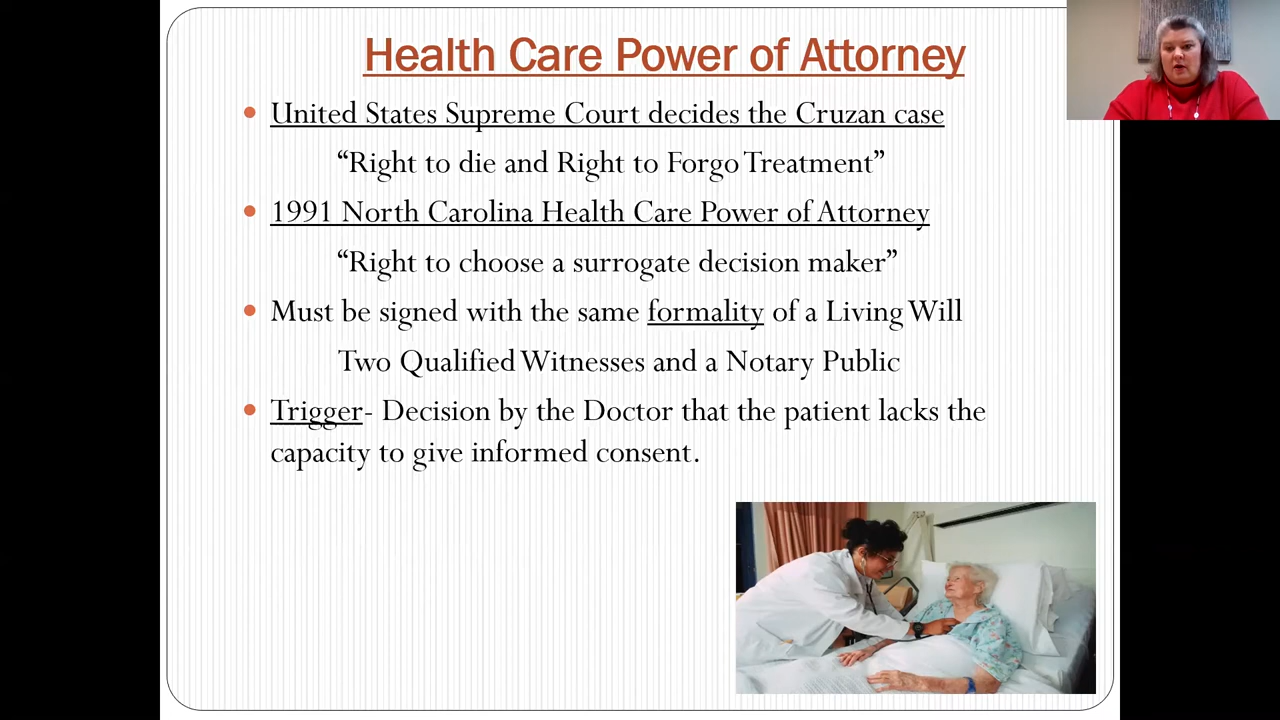 Health Care Power of Attorney
United States Supreme Court decides the Cruzan case
“Right to die and Right to Forgo Treatment”
1991 North Carolina Health Care Power of Attorney
“Right to choose a surrogate decision maker”
Must be signed with the same formality of a Living Will
Two Qualified Witnesses and a Notary Public
Trigger- Decision by the Doctor that the patient lacks the
capacity to give informed consent.